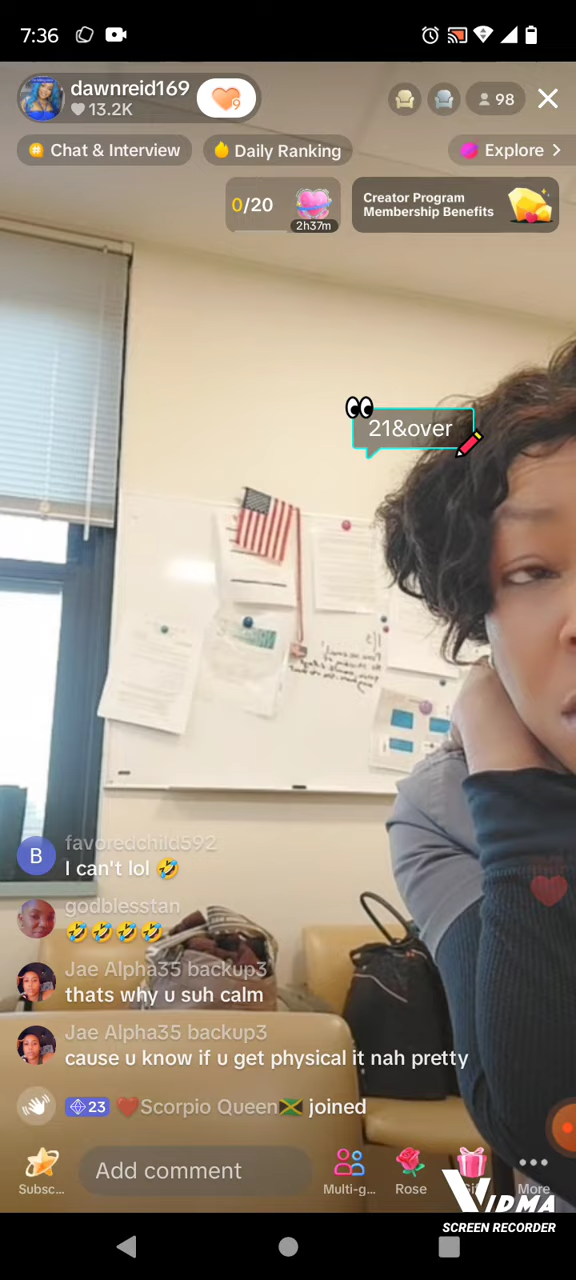 7:36
dawnreid169
13.2K
9
98
Chat & Interview
Daily Ranking
Explore >
0/20
2h37m
Creator Program
Membership Benefits
21&over
favoredchild592
B
I can't lol 🤣
godblesstan
🤣🤣🤣🤣
Jae Alpha35 backup3
thats why u suh calm
Jae Alpha35 backup3
cause u know if u get physical it nah pretty
23 ❤️Scorpio Queen🇯🇲 joined
Add comment
Subsc...
Multi-g...
Rose
More
VIDMA
SCREEN RECORDER